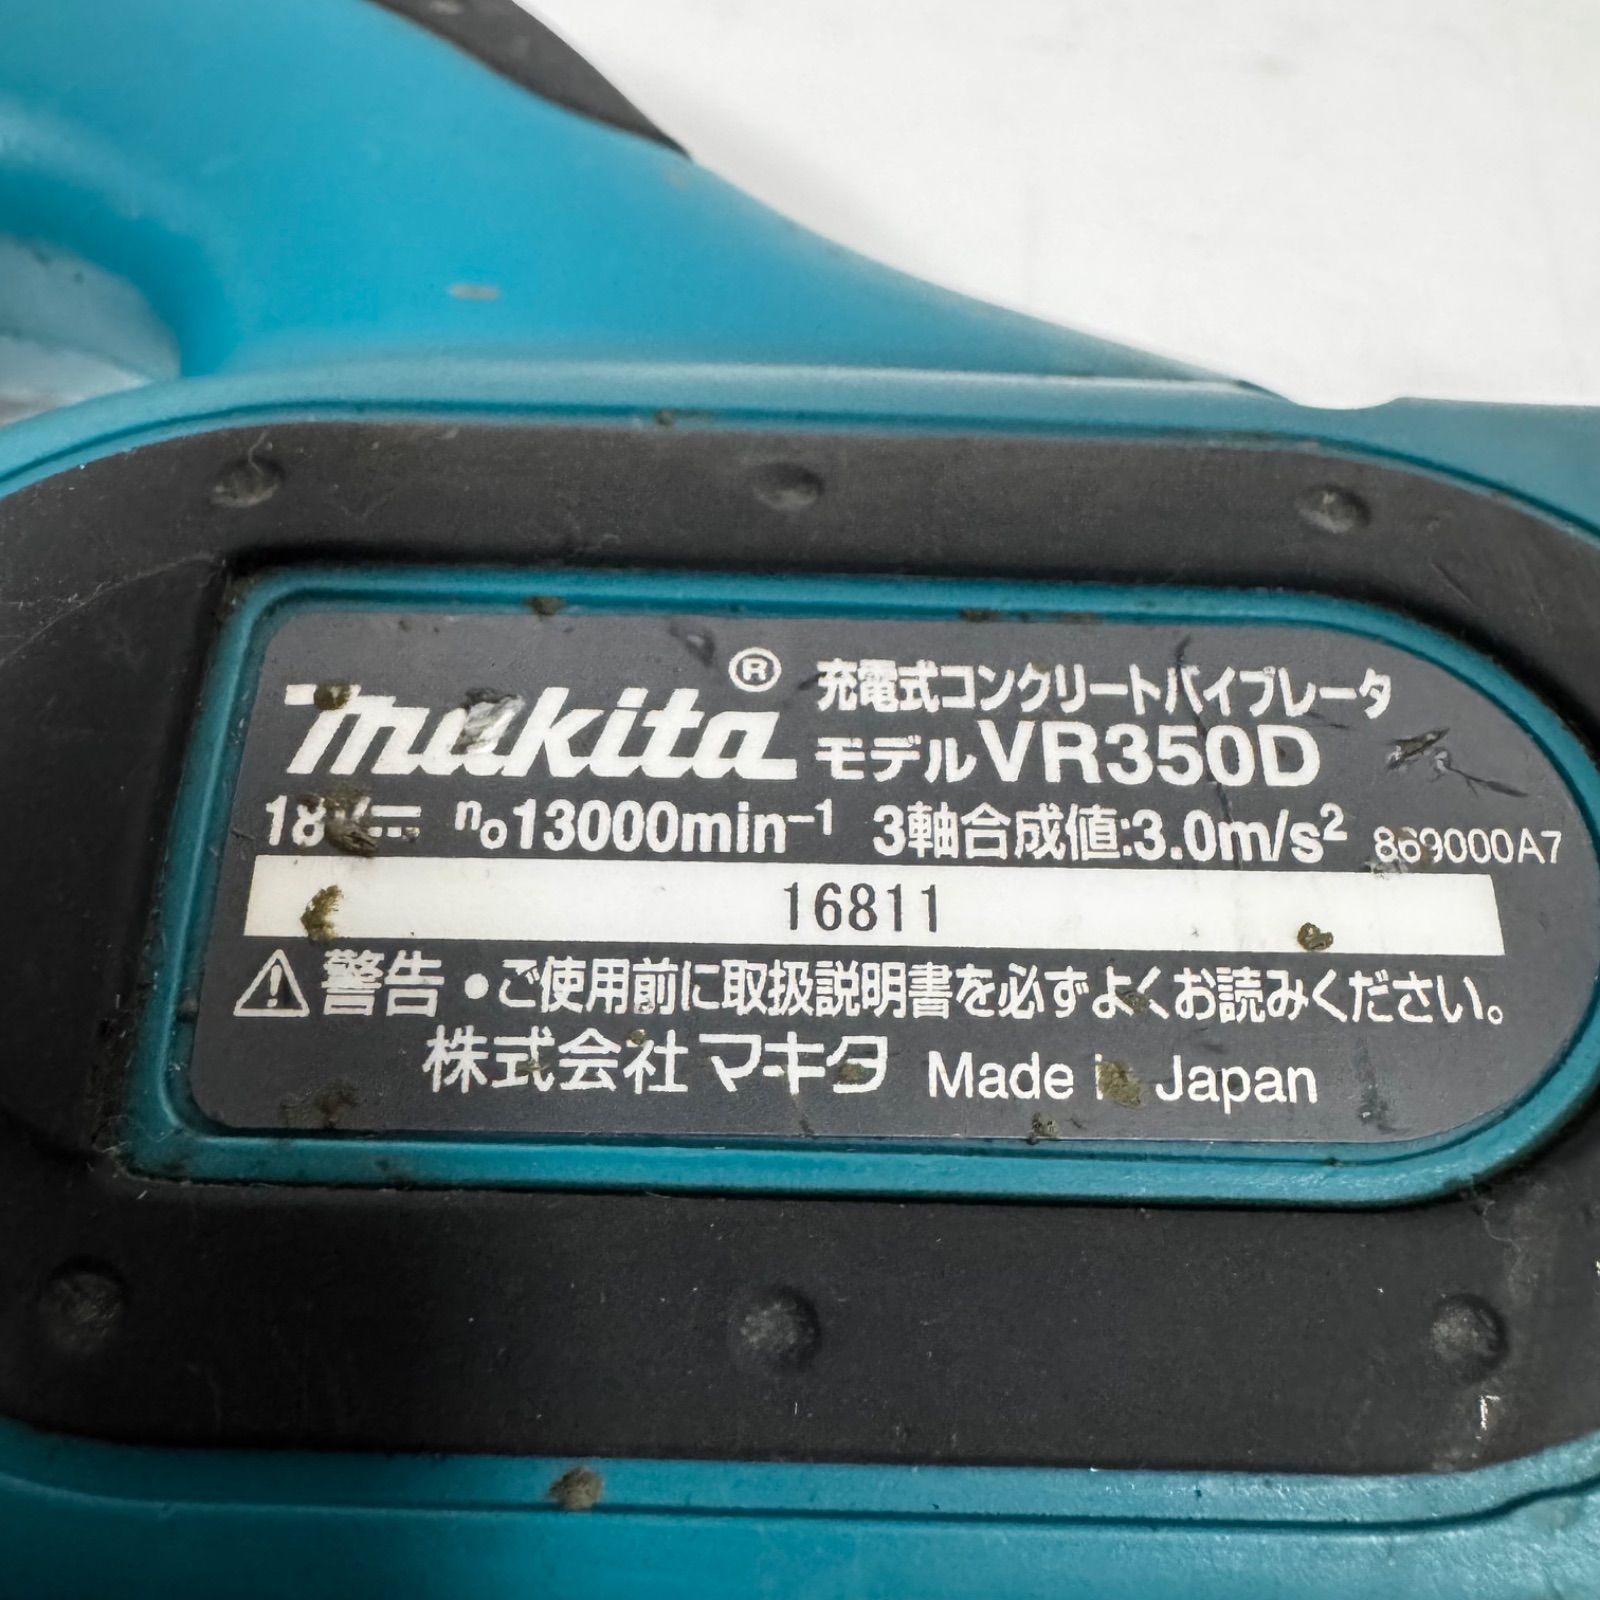 makita® 充電式コンクリートバイブレータ
モデルVR350D
18V⎓ n₀13000min⁻¹ 3軸合成値:3.0m/s² 869000A7
16811
⚠警告・ご使用前に取扱説明書を必ずよくお読みください。
株式会社マキタ Made in Japan